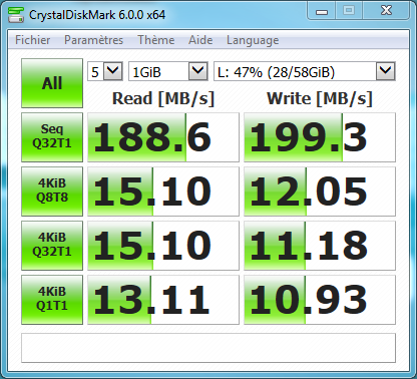 CrystalDiskMark 6.0.0 x64
Fichier Paramètres Thème Aide Language
All 5 1GiB L: 47% (28/58GiB)
Read [MB/s] Write [MB/s]
Seq
Q32T1 188.6 199.3
4KiB
Q8T8 15.10 12.05
4KiB
Q32T1 15.10 11.18
4KiB
Q1T1 13.11 10.93